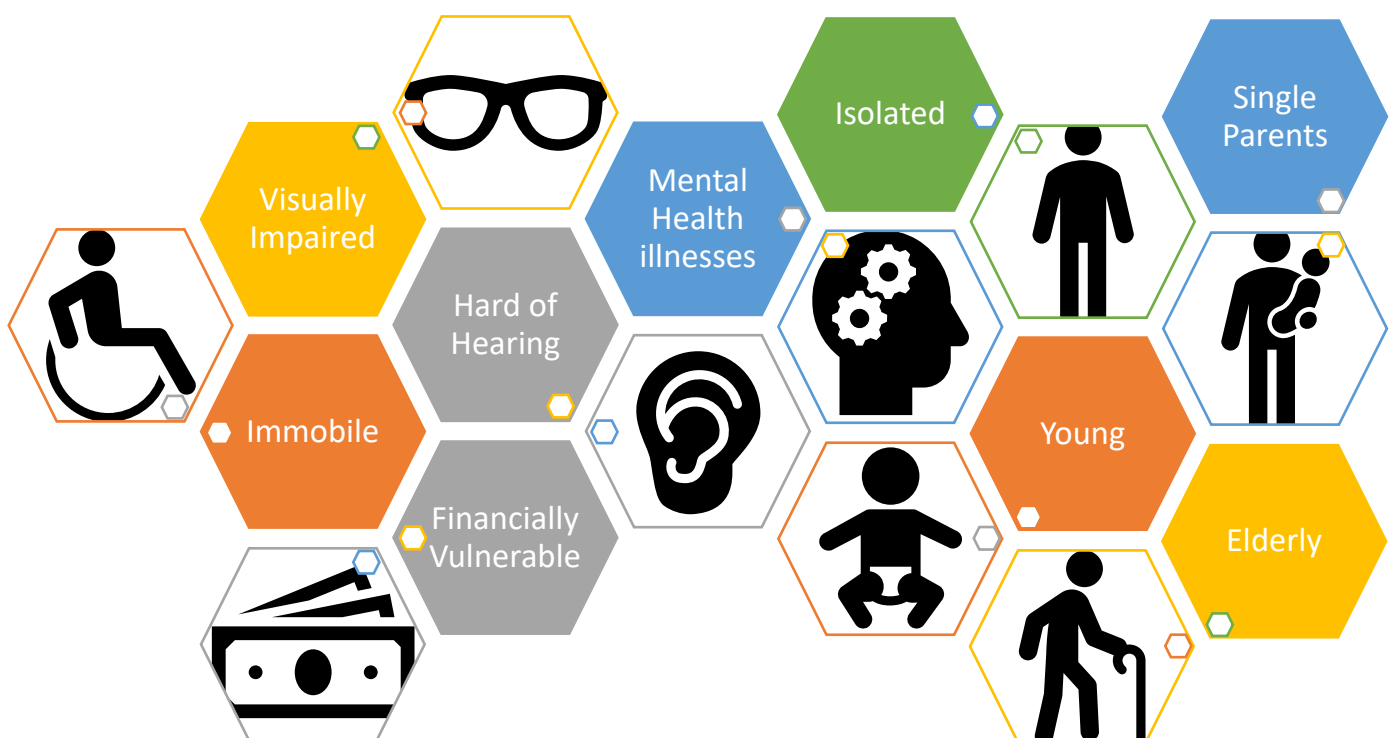 Visually
Impaired
Immobile
Hard of
Hearing
Financially
Vulnerable
Mental
Health
illnesses
Isolated
Young
Single
Parents
Elderly